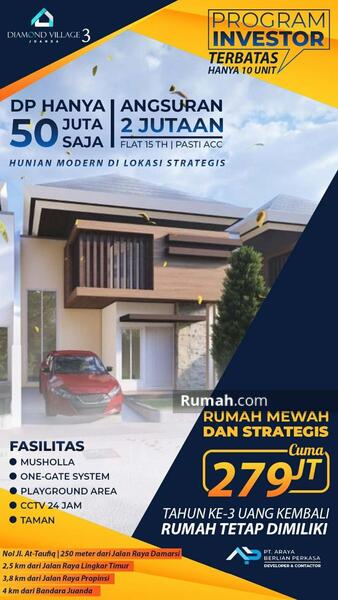 DIAMOND VILLAGE 3
JUANDA
PROGRAM
INVESTOR
TERBATAS
HANYA 10 UNIT
DP HANYA
50 JUTA
SAJA
ANGSURAN
2 JUTAAN
FLAT 15 TH | PASTI ACC
HUNIAN MODERN DI LOKASI STRATEGIS
Rumah.com
RUMAH MEWAH
DAN STRATEGIS
Cuma
279 JT
TAHUN KE-3 UANG KEMBALI
RUMAH TETAP DIMILIKI
FASILITAS
MUSHOLLA
ONE-GATE SYSTEM
PLAYGROUND AREA
CCTV 24 JAM
TAMAN
Nol Jl. At-Taufiq | 250 meter dari Jalan Raya Damarsi
2,5 km dari Jalan Raya Lingkar Timur
3,8 km dari Jalan Raya Propinsi
4 km dari Bandara Juanda
PT. ARAYA
BERLIAN PERKASA
DEVELOPER & CONTACTOR